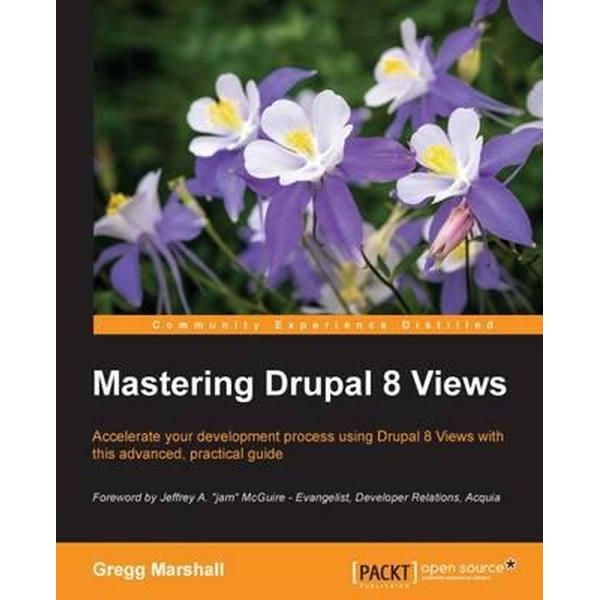 Community Experience Distilled
Mastering Drupal 8 Views
Accelerate your development process using Drupal 8 Views with
this advanced, practical guide
Foreword by Jeffrey A. "jam" McGuire - Evangelist, Developer Relations, Acquia
Gregg Marshall
[PACKT] open source*
PUBLISHING